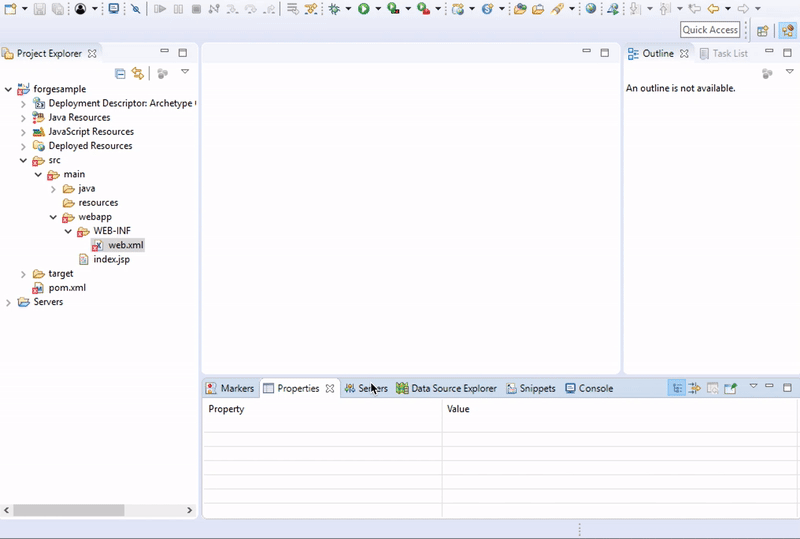 Quick Access
Project Explorer
forgesample
Deployment Descriptor: Archetype
Java Resources
JavaScript Resources
Deployed Resources
src
main
java
resources
webapp
WEB-INF
web.xml
index.jsp
target
pom.xml
Servers
Outline
Task List
An outline is not available.
Markers
Properties
Servers
Data Source Explorer
Snippets
Console
Property
Value